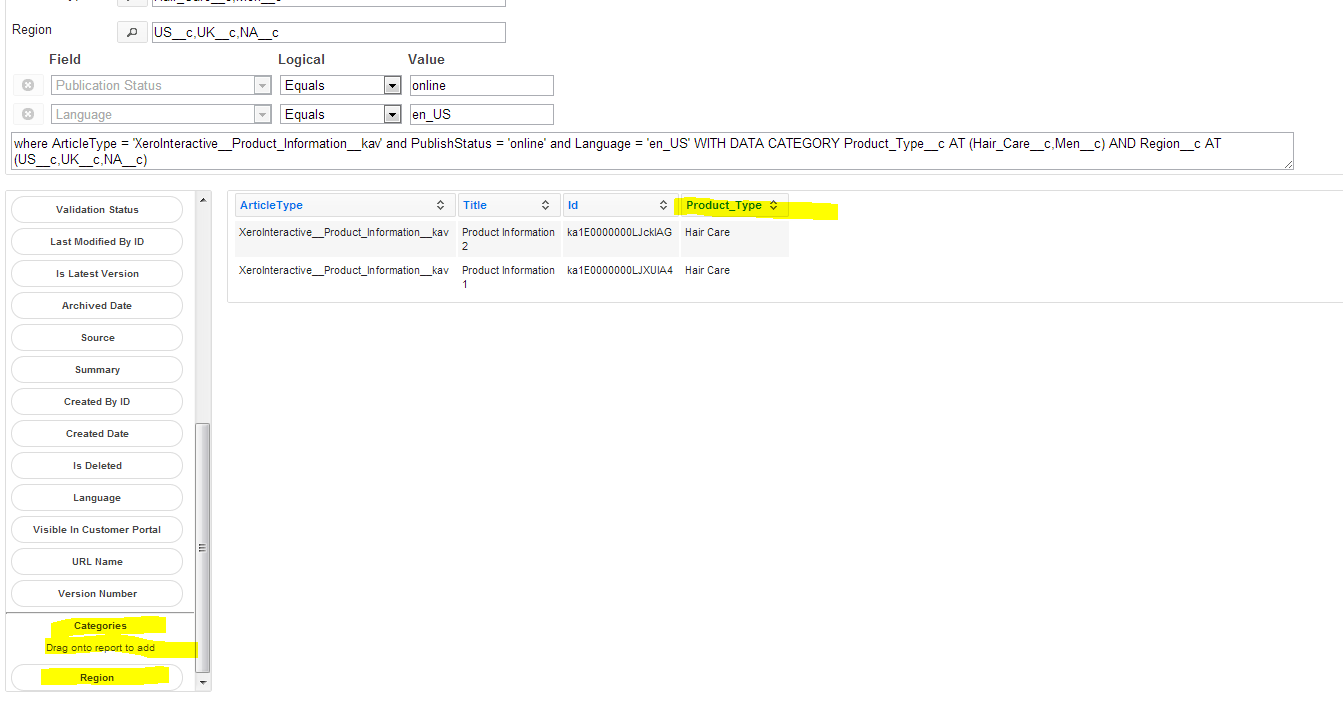 Hair_Care__c,Men__c
Region
US__c,UK__c,NA__c
Field Logical Value
Publication Status Equals online
Language Equals en_US
where ArticleType = 'XeroInteractive__Product_Information__kav' and PublishStatus = 'online' and Language = 'en_US' WITH DATA CATEGORY Product_Type__c AT (Hair_Care__c,Men__c) AND Region__c AT
(US__c,UK__c,NA__c)
Validation Status
Last Modified By ID
Is Latest Version
Archived Date
Source
Summary
Created By ID
Created Date
Is Deleted
Language
Visible In Customer Portal
URL Name
Version Number
Categories
Drag onto report to add
Region
ArticleType Title Id Product_Type
XeroInteractive__Product_Information__kav Product Information ka1E0000000LJckIAG Hair Care
2
XeroInteractive__Product_Information__kav Product Information ka1E0000000LJXUIA4 Hair Care
1